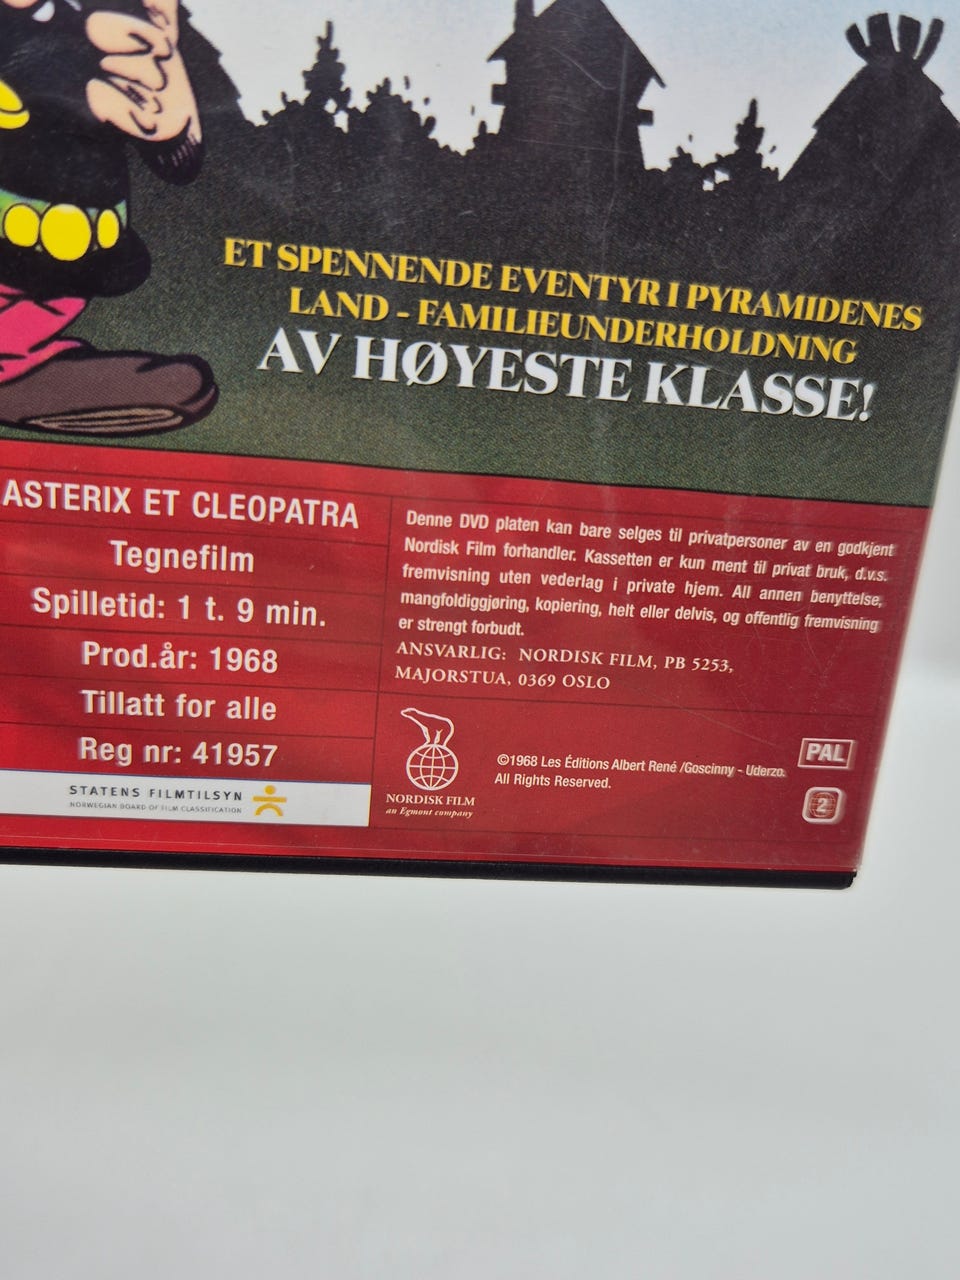 ET SPENNENDE EVENTYR I PYRAMIDENES
LAND - FAMILIEUNDERHOLDNING
AV HØYESTE KLASSE!
ASTERIX ET CLEOPATRA
Tegnefilm
Spilletid: 1 t. 9 min.
Prod.år: 1968
Tillatt for alle
Reg nr: 41957
STATENS FILMTILSYN
NORWEGIAN BOARD OF FILM CLASSIFICATION
Denne DVD platen kan bare selges til privatpersoner av en godkjent
Nordisk Film forhandler. Kassetten er kun ment til privat bruk, d.v.s.
fremvisning uten vederlag i private hjem. All annen benyttelse,
mangfoldiggjøring, kopiering, helt eller delvis, og offentlig fremvisning
er strengt forbudt.
ANSVARLIG: NORDISK FILM, PB 5253,
MAJORSTUA, 0369 OSLO
NORDISK FILM
an Egmont company
©1968 Les Éditions Albert René /Goscinny - Uderzo.
All Rights Reserved.
PAL
2